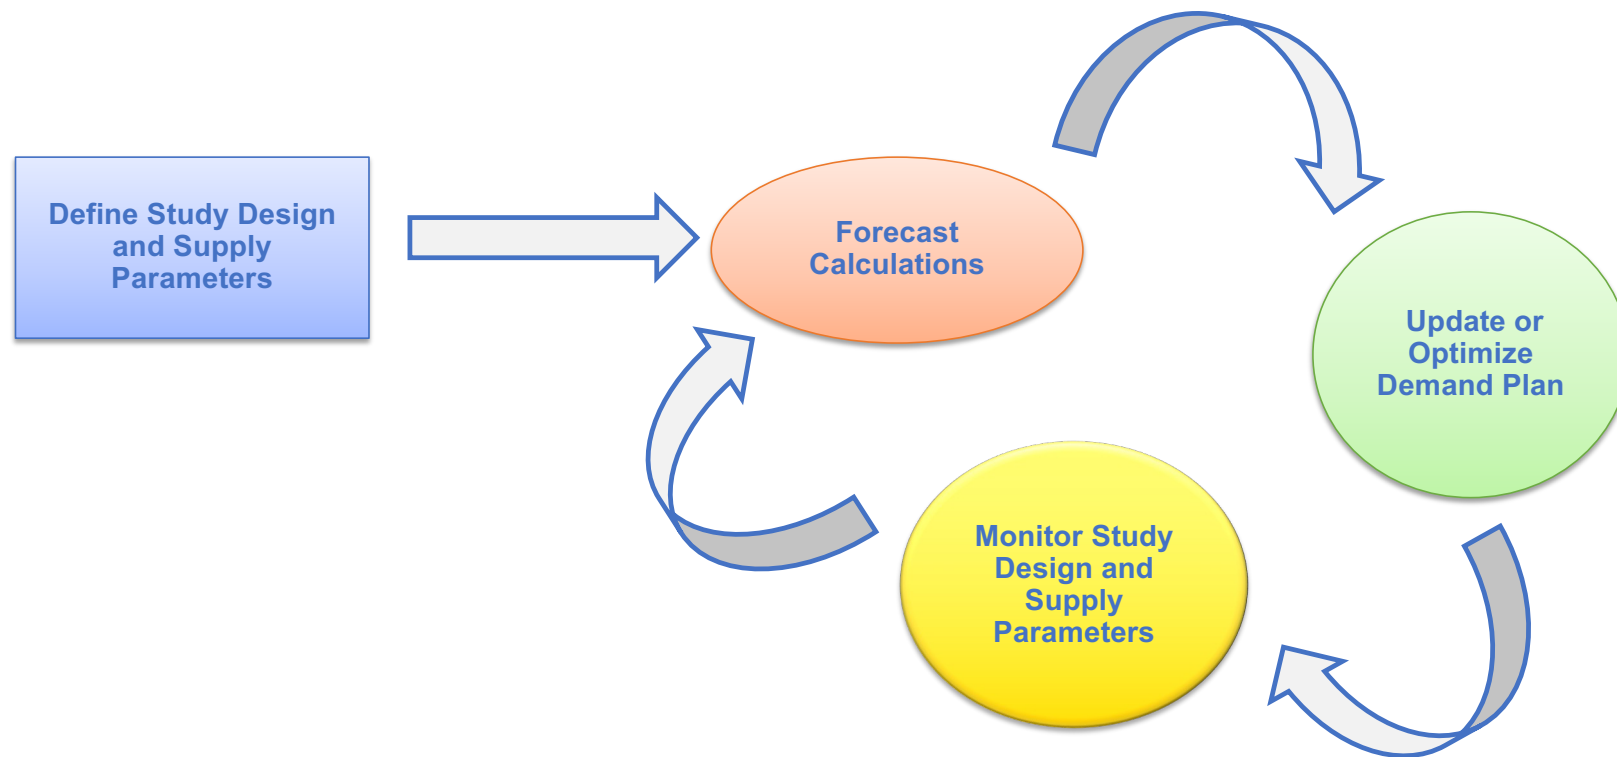 Define Study Design
and Supply
Parameters
Forecast
Calculations
Update or
Optimize
Demand Plan
Monitor Study
Design and
Supply
Parameters